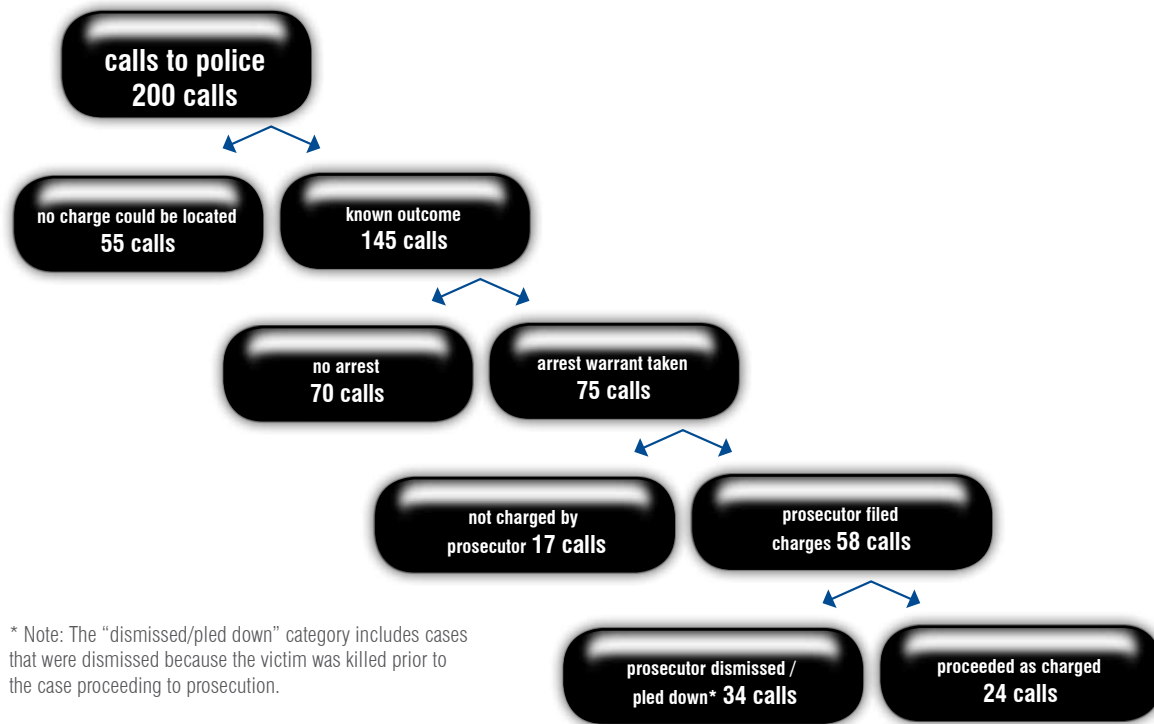 calls to police
200 calls
no charge could be located
55 calls
known outcome
145 calls
no arrest
70 calls
arrest warrant taken
75 calls
not charged by
prosecutor 17 calls
prosecutor filed
charges 58 calls
prosecutor dismissed /
pled down* 34 calls
proceeded as charged
24 calls
* Note: The “dismissed/pled down” category includes cases
that were dismissed because the victim was killed prior to
the case proceeding to prosecution.